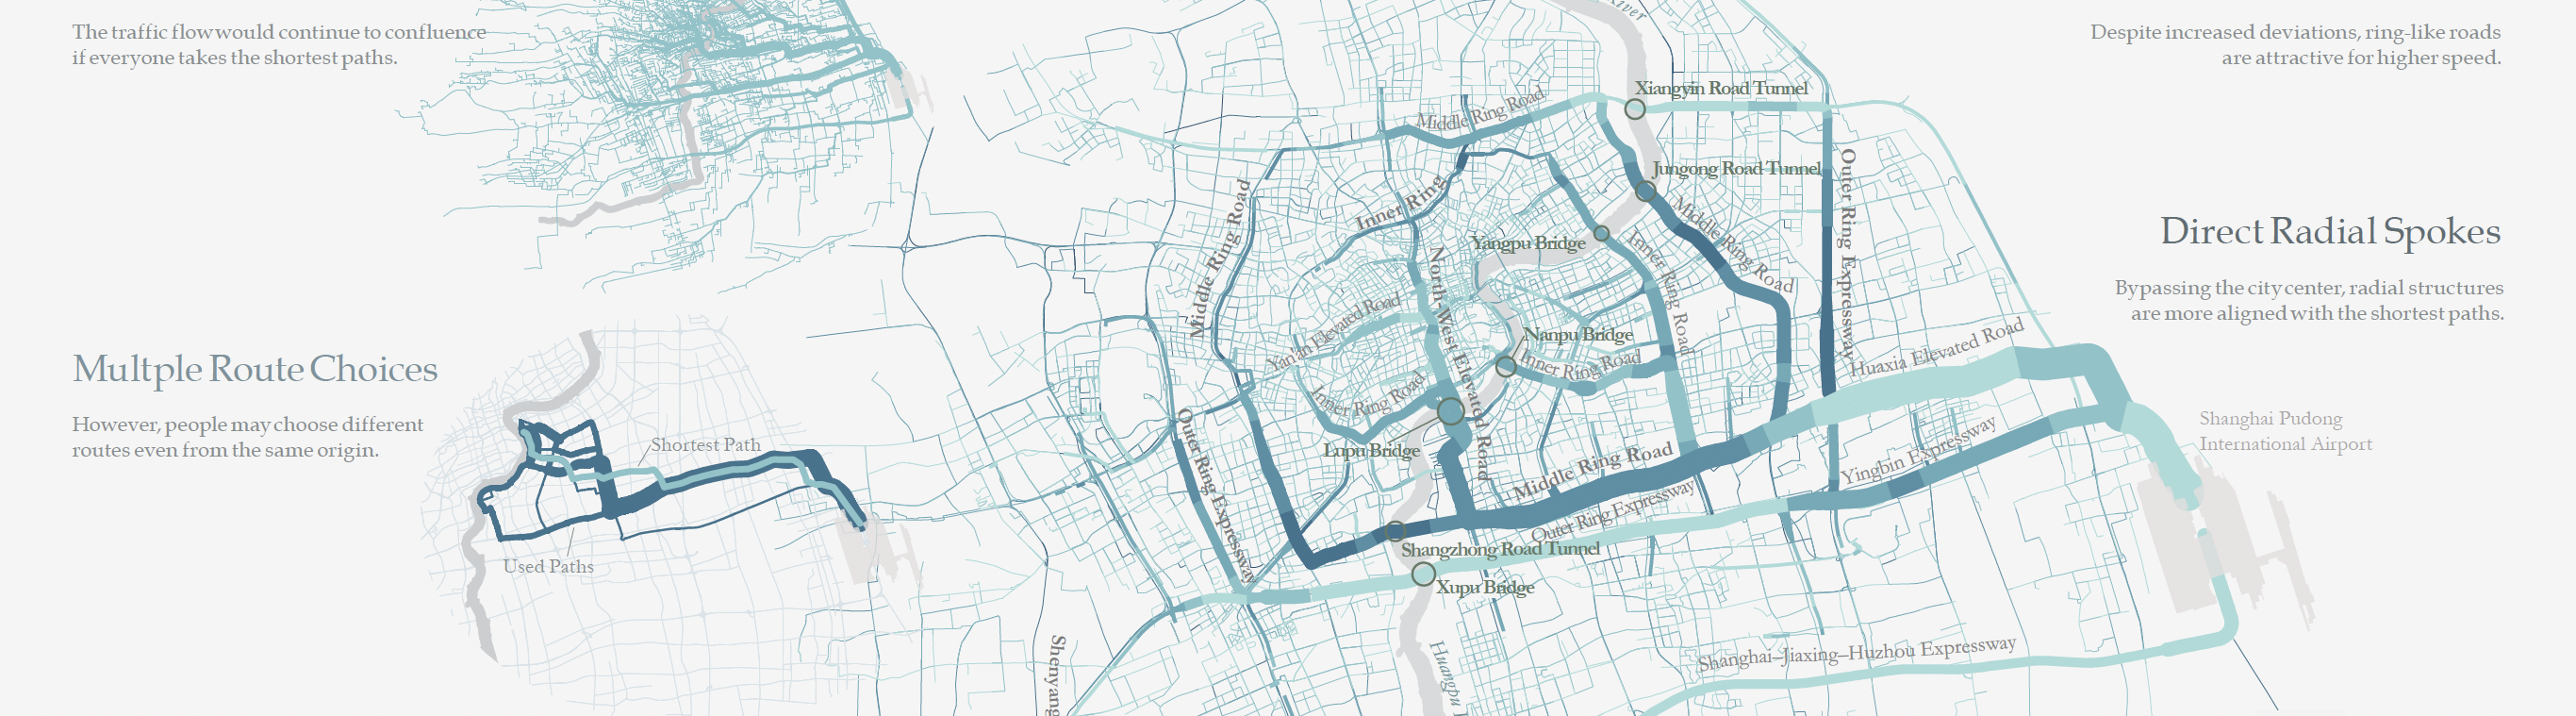 The traffic flow would continue to confluence
if everyone takes the shortest paths.
Multple Route Choices
However, people may choose different
routes even from the same origin.
Shortest Path
Used Paths
River
Xiangyin Road Tunnel
Middle Ring Road
Jungong Road Tunnel
Outer Ring Expressway
Middle Ring Road
Inner Ring
Middle Ring Road
Yangpu Bridge
Inner Ring Road
North-West Elevated Road
Yan'an Elevated Road
Nanpu Bridge
Inner Ring Road
Inner Ring Road
Huaxia Elevated Road
Lupu Bridge
Outer Ring Expressway
Middle Ring Road
Yingbin Expressway
Outer Ring Expressway
Shangzhong Road Tunnel
Xupu Bridge
Shenyang
Huangpu
Shanghai–Jiaxing–Huzhou Expressway
Despite increased deviations, ring-like roads
are attractive for higher speed.
Direct Radial Spokes
Bypassing the city center, radial structures
are more aligned with the shortest paths.
Shanghai Pudong
International Airport